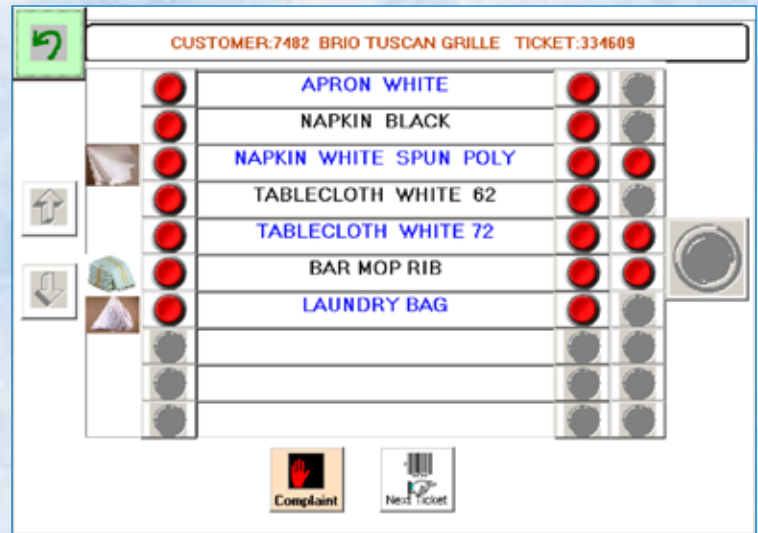 CUSTOMER:7482 BRIO TUSCAN GRILLE TICKET:334609
APRON WHITE
NAPKIN BLACK
NAPKIN WHITE SPUN POLY
TABLECLOTH WHITE 62
TABLECLOTH WHITE 72
BAR MOP RIB
LAUNDRY BAG
Complaint
Next Ticket